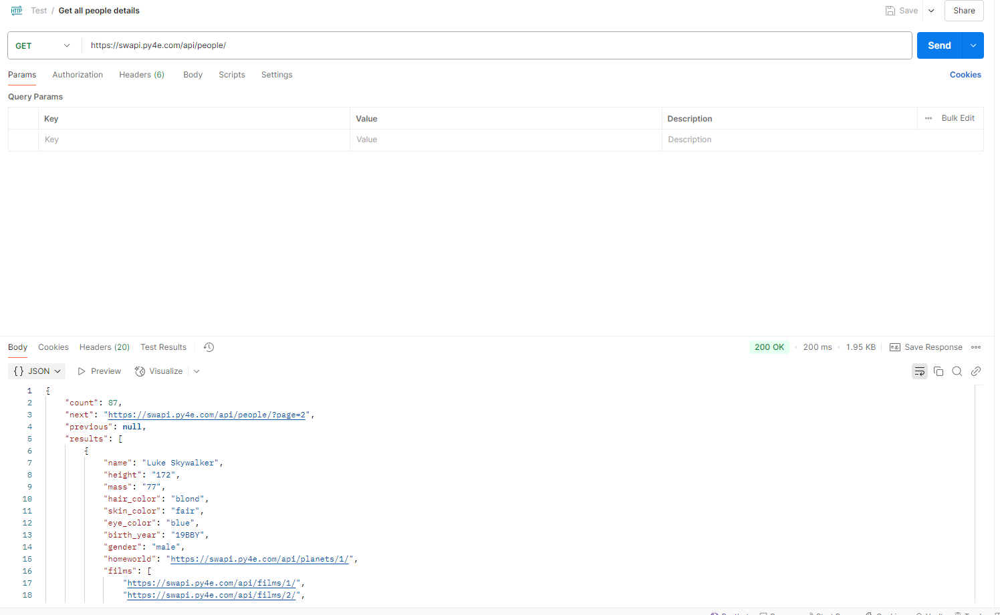 HTTP Test / Get all people details Save Share
GET https://swapi.py4e.com/api/people/ Send
Params Authorization Headers (6) Body Scripts Settings Cookies
Query Params
Key Value Description Bulk Edit
Key Value Description
Body Cookies Headers (20) Test Results 200 OK 200 ms 1.95 KB e.g. Save Response
{} JSON Preview Visualize
1 {
2 "count": 87,
3 "next": "https://swapi.py4e.com/api/people/?page=2",
4 "previous": null,
5 "results": [
6 {
7 "name": "Luke Skywalker",
8 "height": "172",
9 "mass": "77",
10 "hair_color": "blond",
11 "skin_color": "fair",
12 "eye_color": "blue",
13 "birth_year": "19BBY",
14 "gender": "male",
15 "homeworld": "https://swapi.py4e.com/api/planets/1/",
16 "films": [
17 "https://swapi.py4e.com/api/films/1/",
18 "https://swapi.py4e.com/api/films/2/",